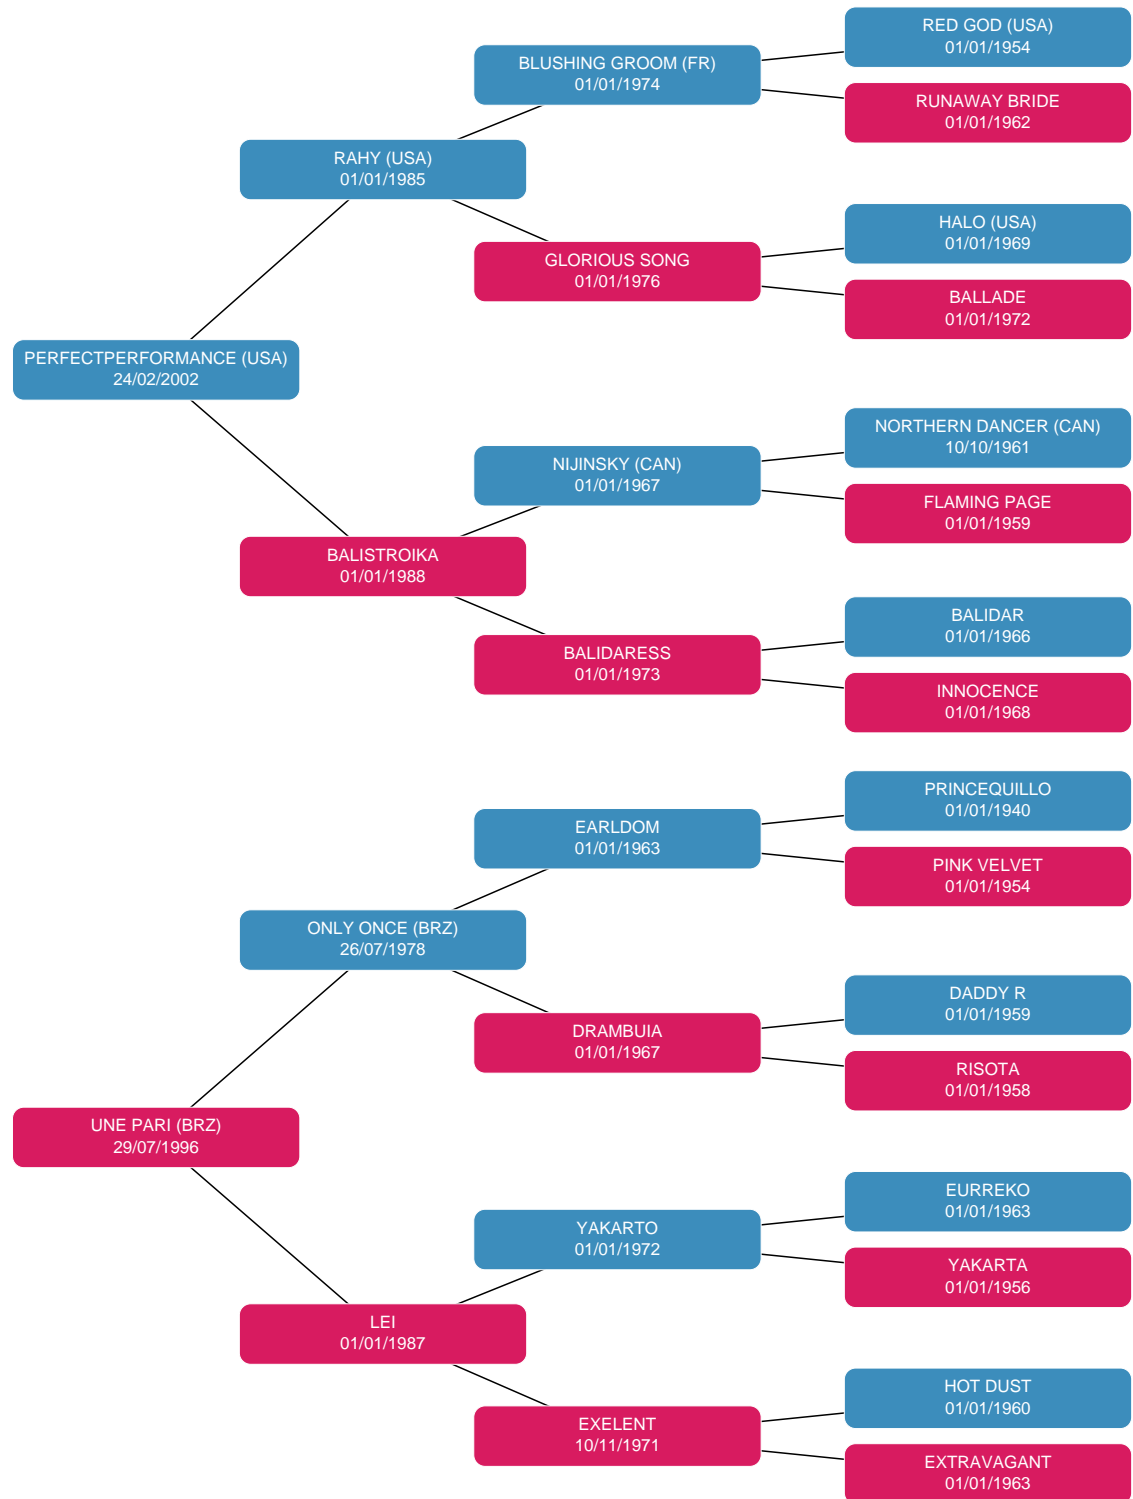 RED GOD (USA)
01/01/1954
BLUSHING GROOM (FR)
01/01/1974
RUNAWAY BRIDE
01/01/1962
RAHY (USA)
01/01/1985
HALO (USA)
01/01/1969
GLORIOUS SONG
01/01/1976
BALLADE
01/01/1972
PERFECTPERFORMANCE (USA)
24/02/2002
NORTHERN DANCER (CAN)
10/10/1961
NIJINSKY (CAN)
01/01/1967
FLAMING PAGE
01/01/1959
BALISTROIKA
01/01/1988
BALIDAR
01/01/1966
BALIDARESS
01/01/1973
INNOCENCE
01/01/1968
PRINCEQUILLO
01/01/1940
EARLDOM
01/01/1963
PINK VELVET
01/01/1954
ONLY ONCE (BRZ)
26/07/1978
DADDY R
01/01/1959
DRAMBUIA
01/01/1967
RISOTA
01/01/1958
UNE PARI (BRZ)
29/07/1996
EURREKO
01/01/1963
YAKARTO
01/01/1972
YAKARTA
01/01/1956
LEI
01/01/1987
HOT DUST
01/01/1960
EXELENT
10/11/1971
EXTRAVAGANT
01/01/1963